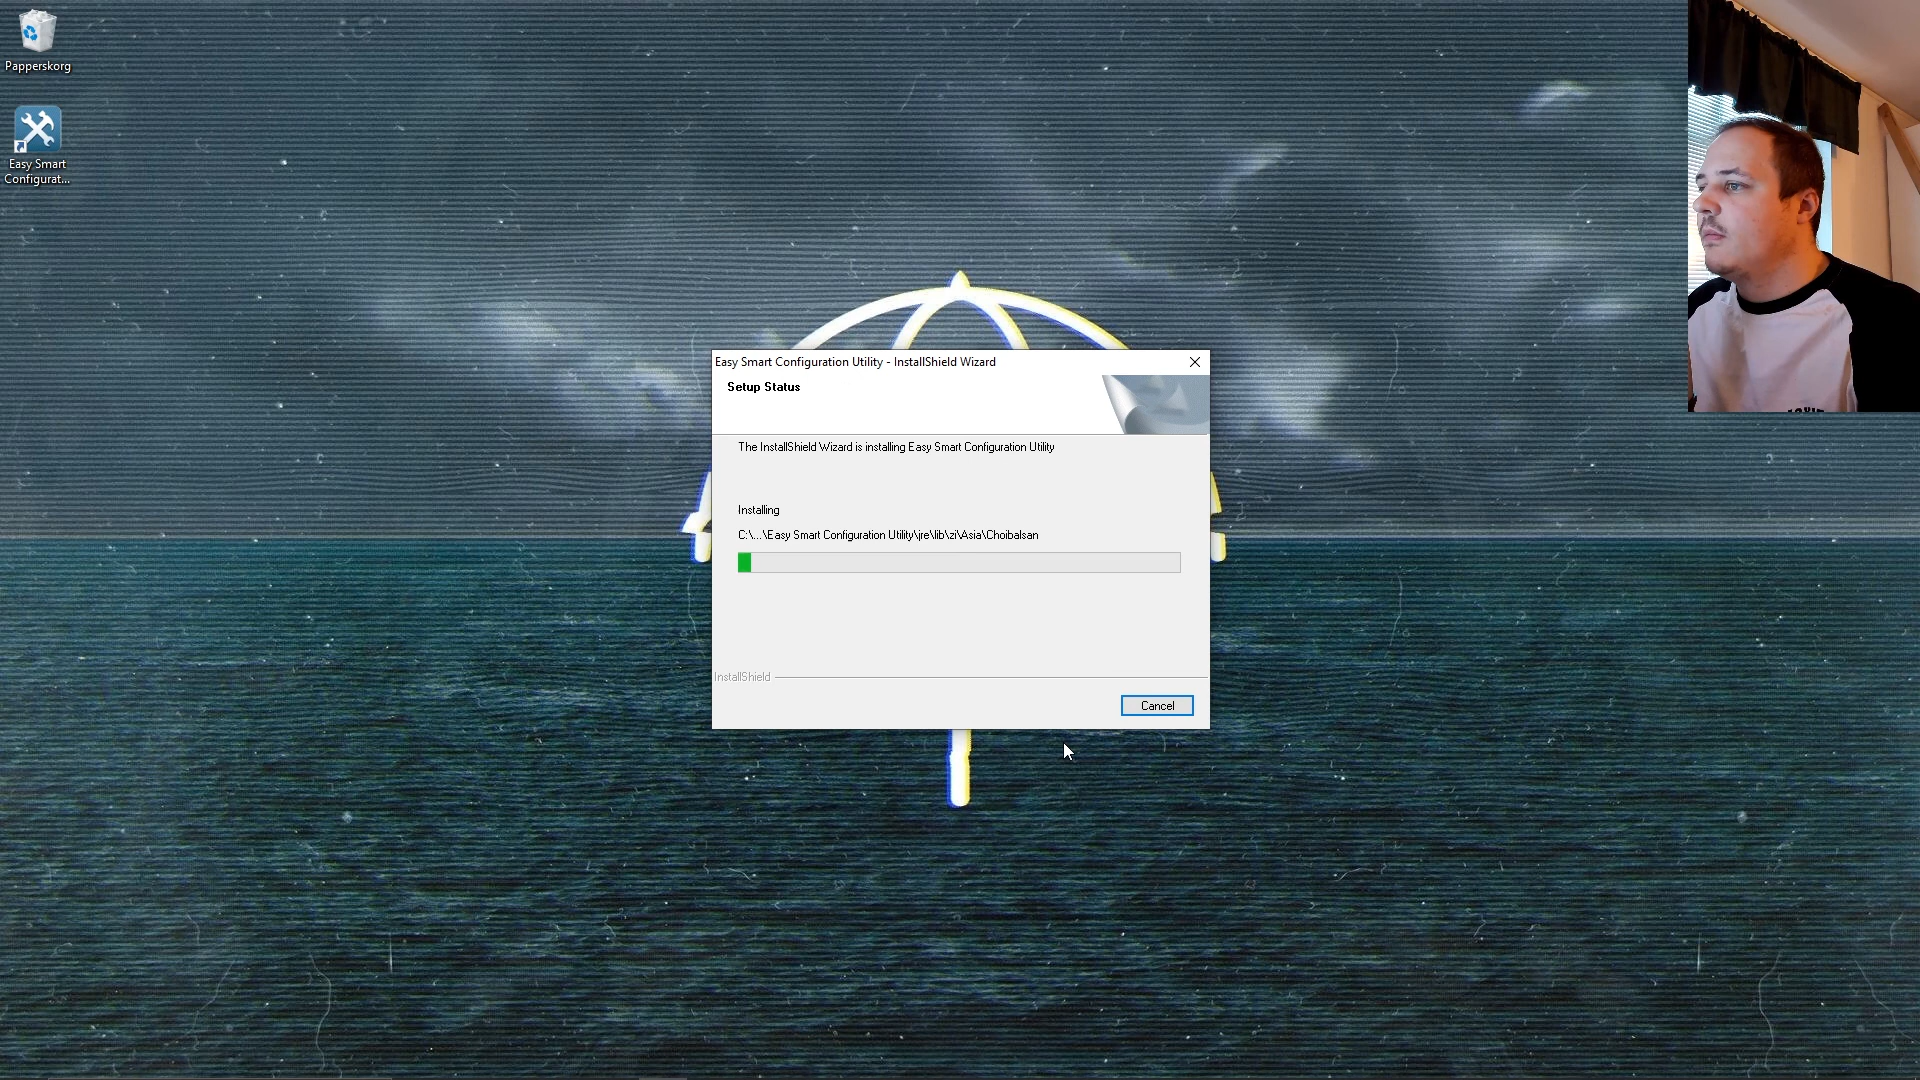 Papperskorg
Easy Smart
Configurat...
Easy Smart Configuration Utility - InstallShield Wizard
Setup Status
The InstallShield Wizard is installing Easy Smart Configuration Utility
Installing
C:\...\Easy Smart Configuration Utility\jre\lib\zi\Asia\Choibalsan
InstallShield
Cancel